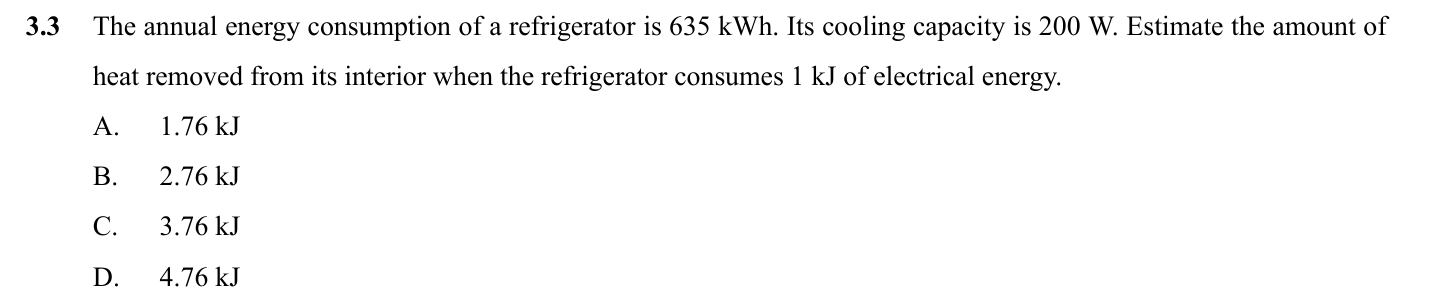 3.3 The annual energy consumption of a refrigerator is 635 kWh. Its cooling capacity is 200 W. Estimate the amount of
heat removed from its interior when the refrigerator consumes 1 kJ of electrical energy.
A. 1.76 kJ
B. 2.76 kJ
C. 3.76 kJ
D. 4.76 kJ